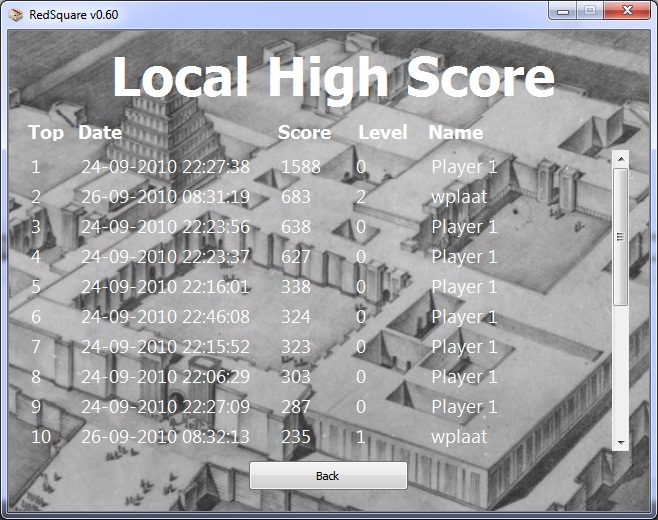 RedSquare v0.60
Local High Score
Top Date Score Level Name
1 24-09-2010 22:27:38 1588 0 Player 1
2 26-09-2010 08:31:19 683 2 wplaat
3 24-09-2010 22:23:56 638 0 Player 1
4 24-09-2010 22:23:37 627 0 Player 1
5 24-09-2010 22:16:01 338 0 Player 1
6 24-09-2010 22:46:08 324 0 Player 1
7 24-09-2010 22:15:52 323 0 Player 1
8 24-09-2010 22:06:29 303 0 Player 1
9 24-09-2010 22:27:09 287 0 Player 1
10 26-09-2010 08:32:13 235 1 wplaat
Back